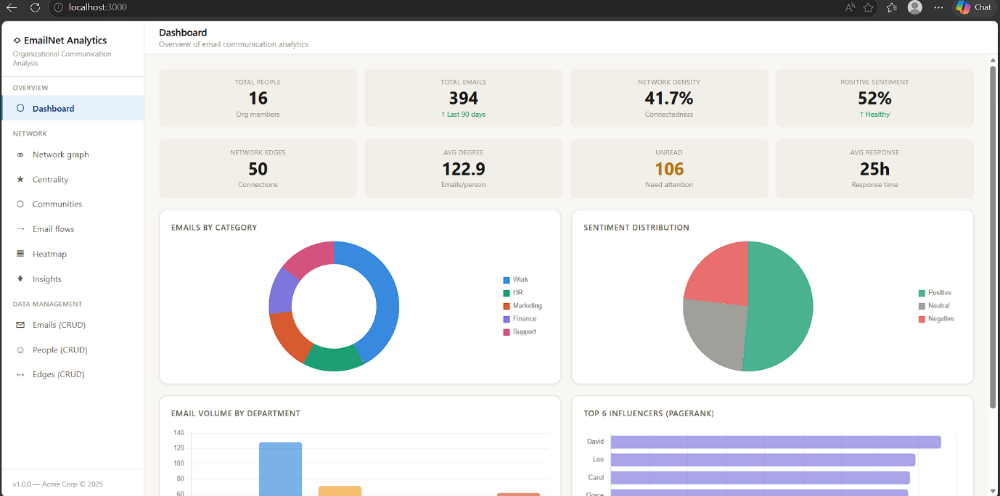 localhost:3000
Chat
EmailNet Analytics
Organizational Communication
Analysis
OVERVIEW
Dashboard
NETWORK
Network graph
Centrality
Communities
Email flows
Heatmap
Insights
DATA MANAGEMENT
Emails (CRUD)
People (CRUD)
Edges (CRUD)
v1.0.0 — Acme Corp © 2025
Dashboard
Overview of email communication analytics
TOTAL PEOPLE
16
Org members
TOTAL EMAILS
394
↑ Last 90 days
NETWORK DENSITY
41.7%
Connectedness
POSITIVE SENTIMENT
52%
↑ Healthy
NETWORK EDGES
50
Connections
AVG DEGREE
122.9
Emails/person
UNREAD
106
Need attention
AVG RESPONSE
25h
Response time
EMAILS BY CATEGORY
Work
HR
Marketing
Finance
Support
SENTIMENT DISTRIBUTION
Positive
Neutral
Negative
EMAIL VOLUME BY DEPARTMENT
140
120
100
80
60
TOP 6 INFLUENCERS (PAGERANK)
David
Leo
Carol
Grace